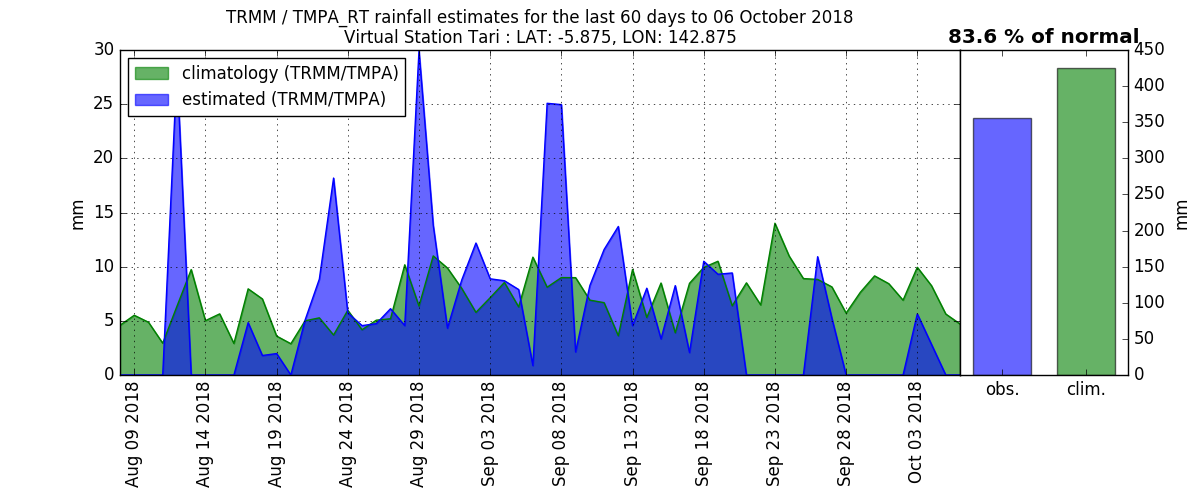 TRMM / TMPA_RT rainfall estimates for the last 60 days to 06 October 2018
Virtual Station Tari : LAT: -5.875, LON: 142.875
83.6 % of normal
climatology (TRMM/TMPA)
estimated (TRMM/TMPA)
30
25
20
15
10
5
0
mm
Aug 09 2018
Aug 14 2018
Aug 19 2018
Aug 24 2018
Aug 29 2018
Sep 03 2018
Sep 08 2018
Sep 13 2018
Sep 18 2018
Sep 23 2018
Sep 28 2018
Oct 03 2018
obs.
clim.
450
400
350
300
250
200
150
100
50
0
mm